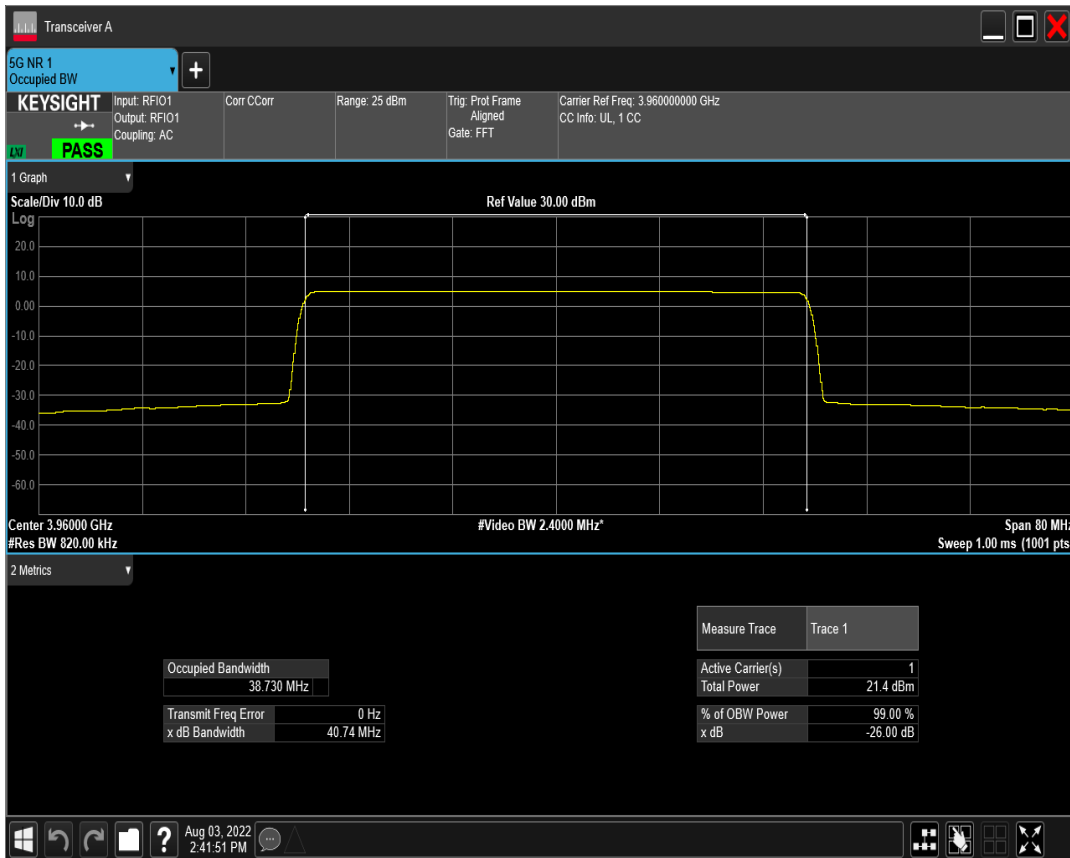 Transceiver A
5G NR 1
Occupied BW
KEYSIGHT
LXI
PASS
Input: RFIO1
Output: RFIO1
Coupling: AC
Corr CCorr
Range: 25 dBm
Trig: Prot Frame
Aligned
Gate: FFT
Carrier Ref Freq: 3.960000000 GHz
CC Info: UL, 1 CC
1 Graph
Scale/Div 10.0 dB
Ref Value 30.00 dBm
Log
20.0
10.0
0.00
-10.0
-20.0
-30.0
-40.0
-50.0
-60.0
Center 3.96000 GHz
#Video BW 2.4000 MHz*
Span 80 MHz
#Res BW 820.00 kHz
Sweep 1.00 ms (1001 pts
2 Metrics
Measure Trace Trace 1
Occupied Bandwidth
38.730 MHz
Active Carrier(s) 1
Total Power 21.4 dBm
Transmit Freq Error 0 Hz
x dB Bandwidth 40.74 MHz
% of OBW Power 99.00 %
x dB -26.00 dB
Aug 03, 2022
2:41:51 PM